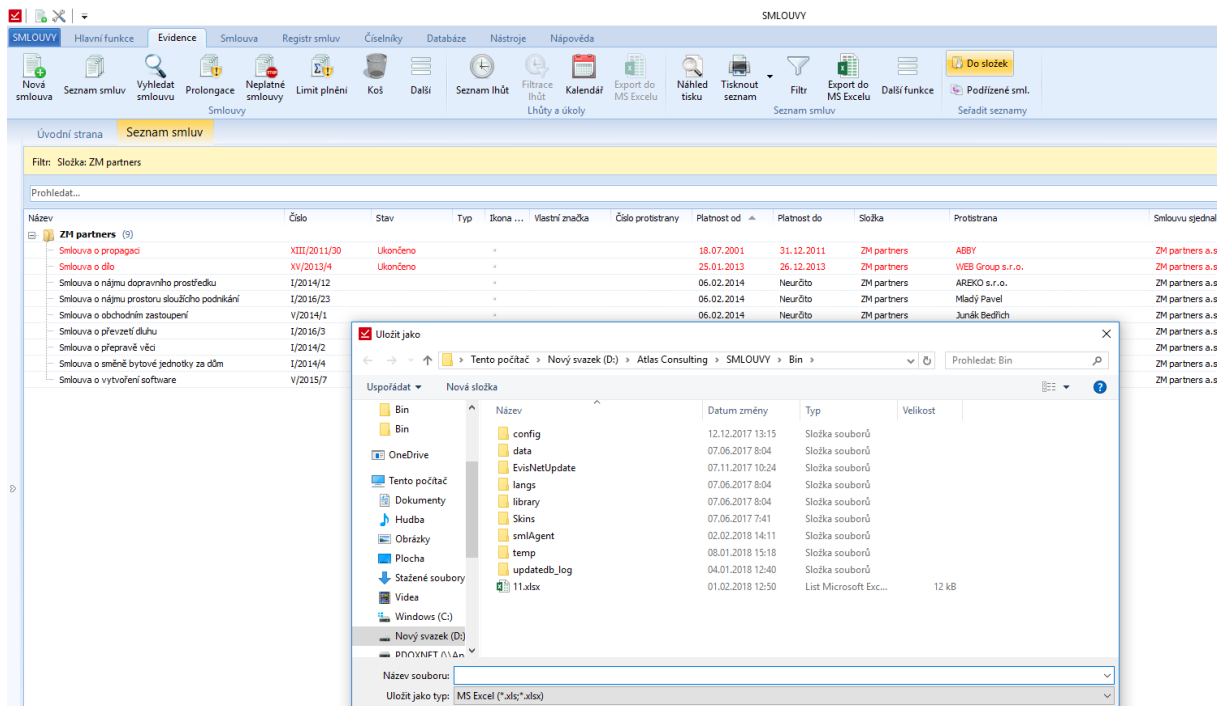 SMLOUVY
SMLOUVY Hlavní funkce Evidence Smlouva Registr smluv Číselníky Databáze Nástroje Nápověda
Nová smlouva Seznam smluv Vyhledat smlouvu Prolongace Neplatné smlouvy Limit plnění Koš Další Seznam lhůt Filtrace lhůt Kalendář Export do MS Excelu Náhled tisku Tisknout seznam Filtr Export do MS Excelu Další funkce Do složek Podřízené sml.
Smlouvy Lhůty a úkoly Seznam smluv Seřadit seznamy
Úvodní strana Seznam smluv
Filtr: Složka: ZM partners
Prohledat...
Název Číslo Stav Typ Ikona ... Vlastní značka Číslo protistrany Platnost od Platnost do Složka Protistrana Smlouvu sjednal
ZM partners (9)
Smlouva o propagaci XIII/2011/30 Ukončeno 18.07.2001 31.12.2011 ZM partners ABBY ZM partners a.s
Smlouva o dílo XV/2013/4 Ukončeno 25.01.2013 26.12.2013 ZM partners WEB Group s.r.o. ZM partners a.s
Smlouva o nájmu dopravního prostředku I/2014/12 06.02.2014 Neurčito ZM partners AREKO s.r.o. ZM partners a.s
Smlouva o nájmu prostoru sloužícího podnikání I/2016/23 06.02.2014 Neurčito ZM partners Mladý Pavel ZM partners a.s
Smlouva o obchodním zastoupení V/2014/1 06.02.2014 Neurčito ZM partners Junák Bedřich ZM partners a.s
Smlouva o převzetí dluhu I/2016/3 ZM partners a.s
Smlouva o přepravě věci I/2014/2 ZM partners a.s
Smlouva o směně bytové jednotky za dům I/2014/4 ZM partners a.s
Smlouva o vytvoření software V/2015/7 ZM partners a.s
Uložit jako
Tento počítač > Nový svazek (D:) > Atlas Consulting > SMLOUVY > Bin > Prohledat: Bin
Uspořádat Nová složka
Bin
Bin
OneDrive
Tento počítač
Dokumenty
Hudba
Obrázky
Plocha
Stažené soubory
Videa
Windows (C:)
Nový svazek (D:)
PDOXNET (\\An
Název Datum změny Typ Velikost
config 12.12.2017 13:15 Složka souborů
data 07.06.2017 8:04 Složka souborů
EvisNetUpdate 07.11.2017 10:24 Složka souborů
langs 07.06.2017 8:04 Složka souborů
library 07.06.2017 8:04 Složka souborů
Skins 07.06.2017 7:41 Složka souborů
smlAgent 02.02.2018 14:11 Složka souborů
temp 08.01.2018 15:18 Složka souborů
updatedb_log 04.01.2018 12:40 Složka souborů
11.xlsx 01.02.2018 12:50 List Microsoft Exc... 12 kB
Název souboru:
Uložit jako typ: MS Excel (*.xls;*.xlsx)